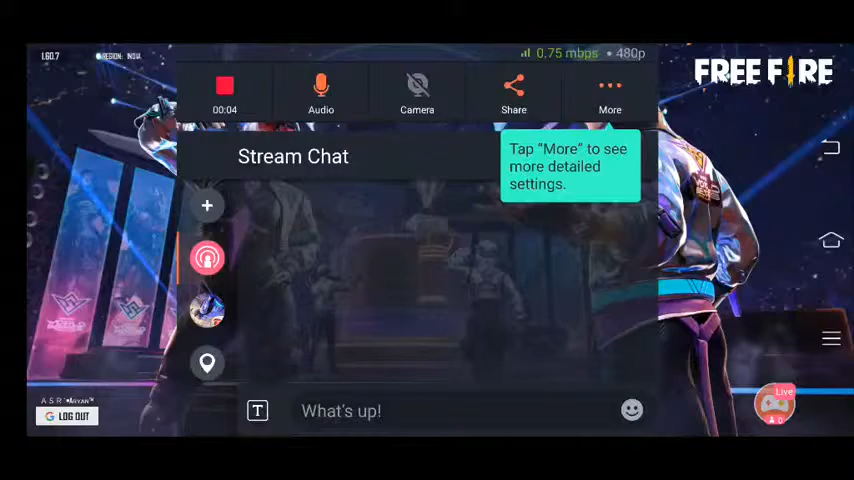 1.60.7
REGION: INDIA
0.75 mbps • 480p
FREE FIRE
00:04
Audio
Camera
Share
More
Stream Chat
Tap “More” to see
more detailed
settings.
G LOG OUT
What's up!
T
Live
0